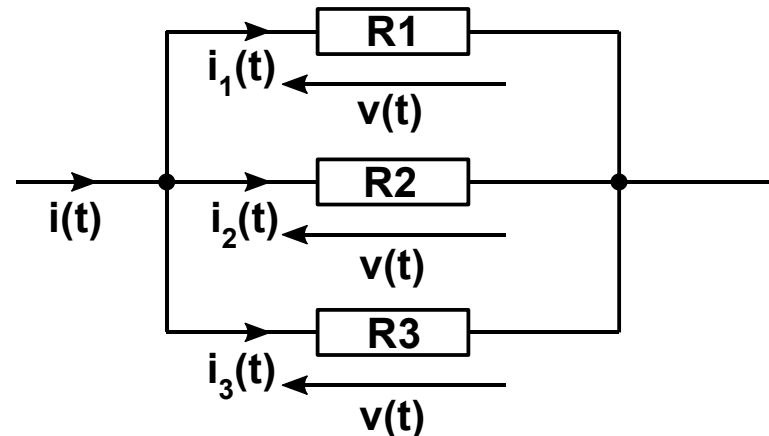 R1
i₁(t)
v(t)
R2
i(t)
i₂(t)
v(t)
R3
i₃(t)
v(t)